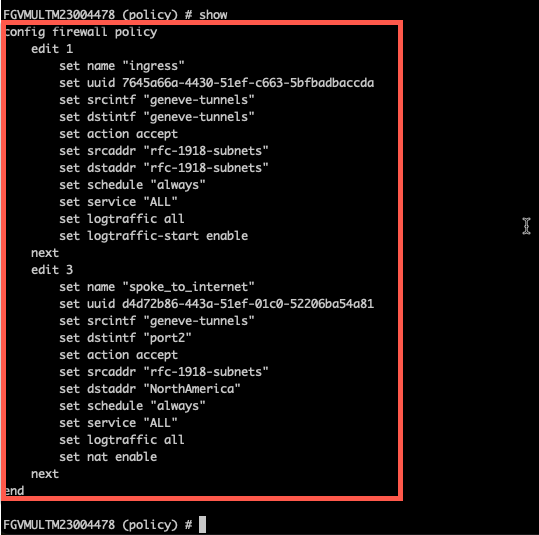 FGVMULTM23004478 (policy) # show
config firewall policy
    edit 1
        set name "ingress"
        set uuid 7645a66a-4430-51ef-c663-5bfbadbaccda
        set srcintf "geneve-tunnels"
        set dstintf "geneve-tunnels"
        set action accept
        set srcaddr "rfc-1918-subnets"
        set dstaddr "rfc-1918-subnets"
        set schedule "always"
        set service "ALL"
        set logtraffic all
        set logtraffic-start enable
    next
    edit 3
        set name "spoke_to_internet"
        set uuid d4d72b86-443a-51ef-01c0-52206ba54a81
        set srcintf "geneve-tunnels"
        set dstintf "port2"
        set action accept
        set srcaddr "rfc-1918-subnets"
        set dstaddr "NorthAmerica"
        set schedule "always"
        set service "ALL"
        set logtraffic all
        set nat enable
    next
end
FGVMULTM23004478 (policy) #